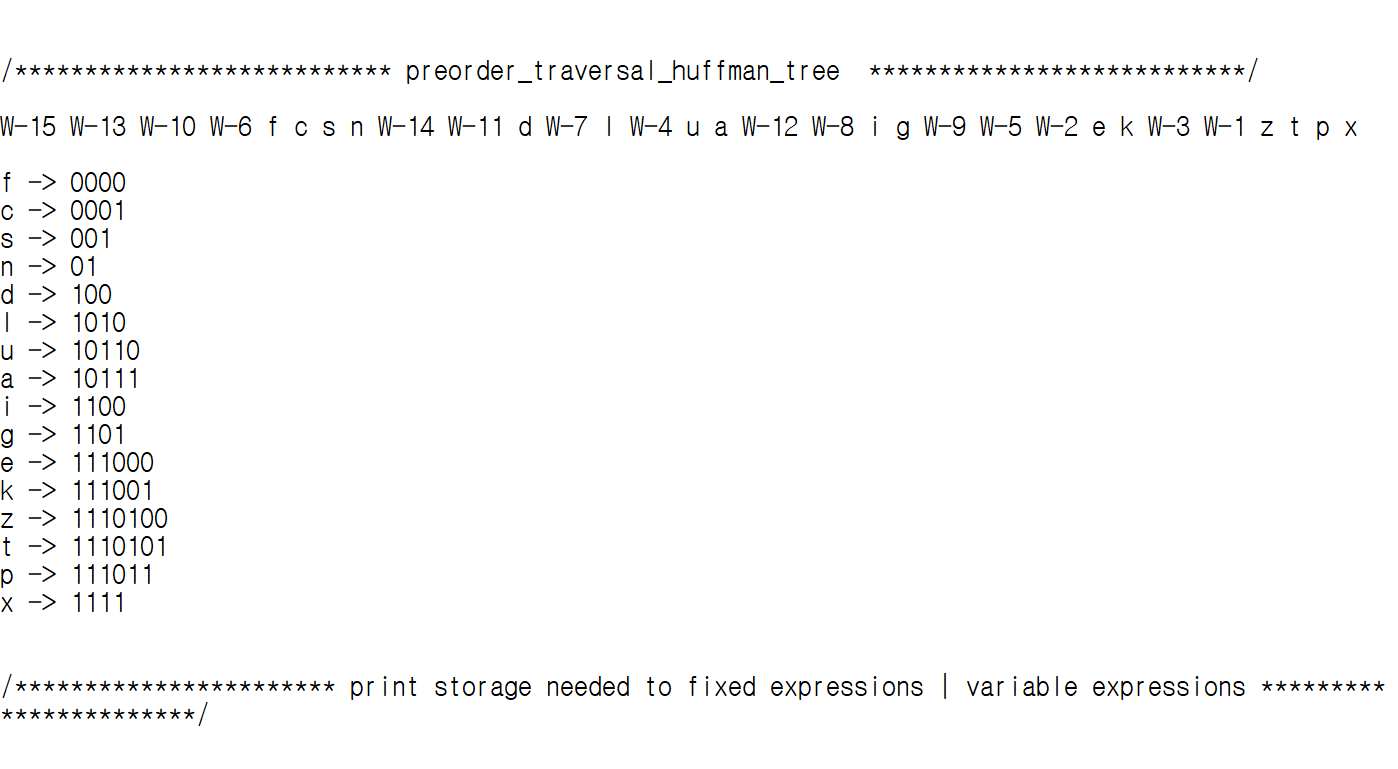 /*************************** preorder_traversal_huffman_tree  ***************************/
W-15 W-13 W-10 W-6 f c s n W-14 W-11 d W-7 l W-4 u a W-12 W-8 i g W-9 W-5 W-2 e k W-3 W-1 z t p x
f -> 0000
c -> 0001
s -> 001
n -> 01
d -> 100
l -> 1010
u -> 10110
a -> 10111
i -> 1100
g -> 1101
e -> 111000
k -> 111001
z -> 1110100
t -> 1110101
p -> 111011
x -> 1111
/*********************** print storage needed to fixed expressions | variable expressions *********
**************/